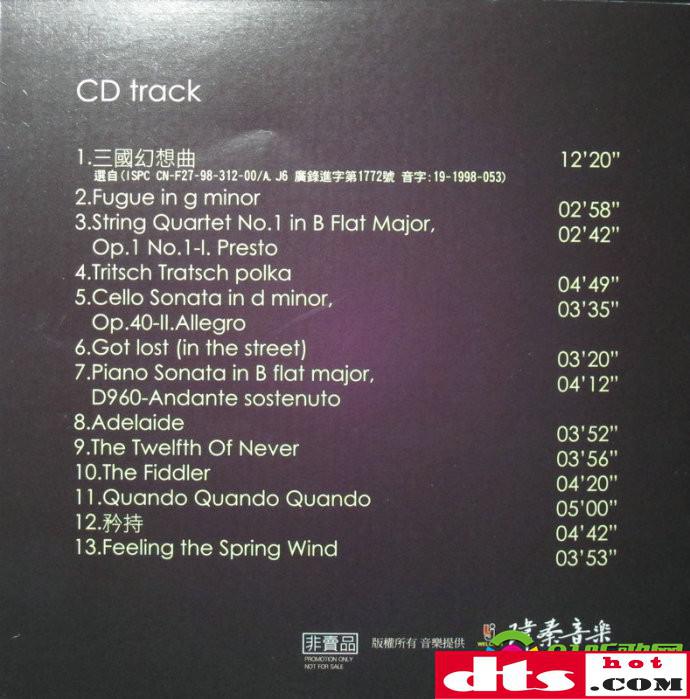 CD track
1.三國幻想曲 12’20”
選自(ISPC CN-F27-98-312-00/A.J6 廣錄進字第1772號 音字:19-1998-053)
2.Fugue in g minor 02’58”
3.String Quartet No.1 in B Flat Major, 02’42”
Op.1 No.1-I. Presto
4.Tritsch Tratsch polka 04’49”
5.Cello Sonata in d minor, 03’35”
Op.40-II.Allegro
6.Got lost (in the street) 03’20”
7.Piano Sonata in B flat major, 04’12”
D960-Andante sostenuto
8.Adelaide 03’52”
9.The Twelfth Of Never 03’56”
10.The Fiddler 04’20”
11.Quando Quando Quando 05’00”
12.矜持 04’42”
13.Feeling the Spring Wind 03’53”
非賣品 版權所有 音樂提供
PROMOTION ONLY
NOT FOR SALE
音樂
dts hot
.COM